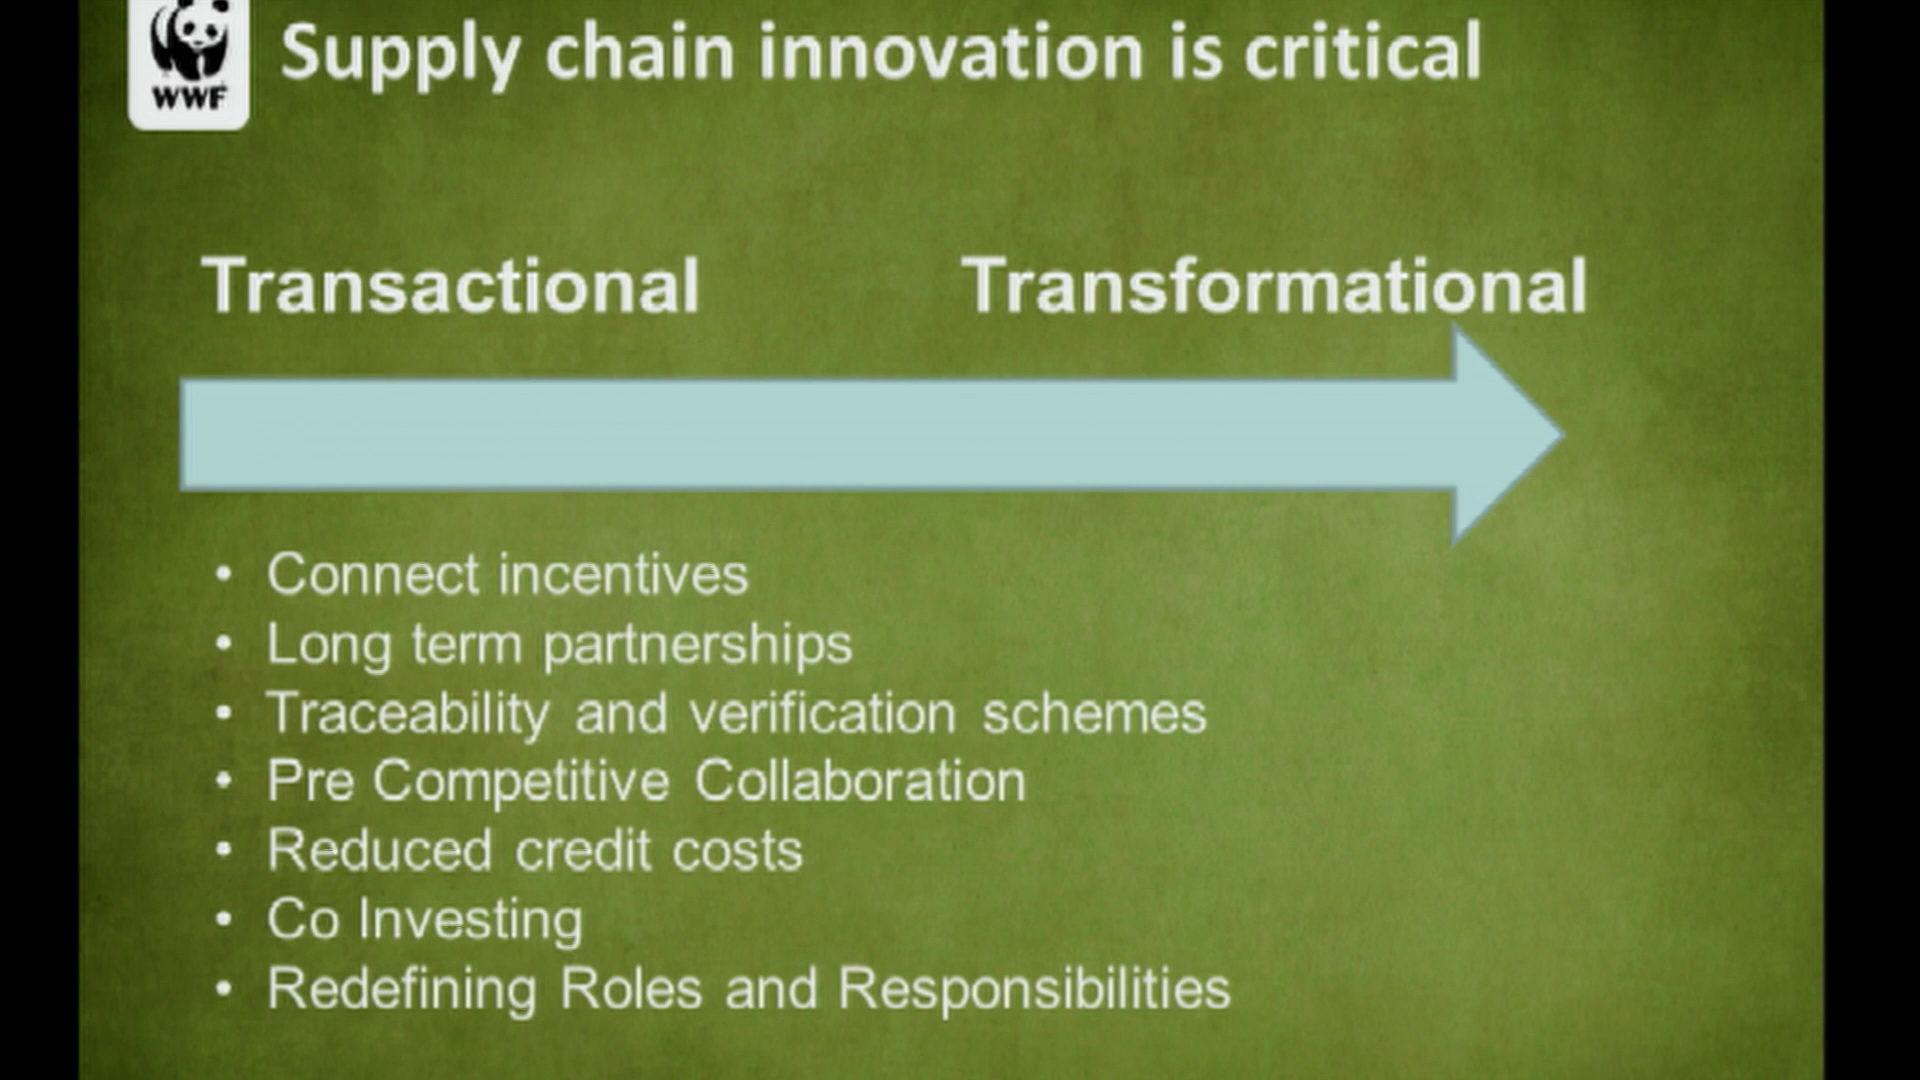 WWF
Supply chain innovation is critical
Transactional
Transformational
• Connect incentives
• Long term partnerships
• Traceability and verification schemes
• Pre Competitive Collaboration
• Reduced credit costs
• Co Investing
• Redefining Roles and Responsibilities